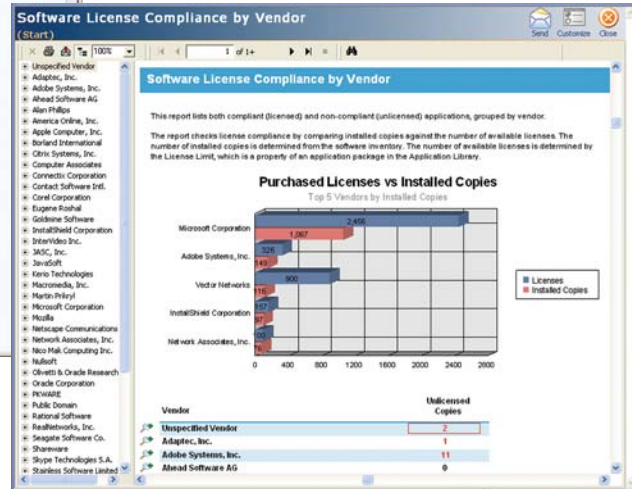 Software License Compliance by Vendor
(Start)
Send Customize Close
100% 1 of 1+
Unspecified Vendor
Adaptec, Inc.
Adobe Systems, Inc.
Ahead Software AG
Alan Phillips
America Online, Inc.
Apple Computer, Inc.
Borland International
Citrix Systems, Inc.
Computer Associates
Connectix Corporation
Contact Software Intl.
Corel Corporation
Eugene Roshal
Goldmine Software
InstallShield Corporation
InterVideo Inc.
JASC, Inc.
JavaSoft
Kerio Technologies
Macromedia, Inc.
Martin Prikryl
Microsoft Corporation
Mozilla
Netscape Communications
Network Associates, Inc.
Nico Mak Computing Inc.
Nullsoft
Olivetti & Oracle Research
Oracle Corporation
PKWARE
Public Domain
Rational Software
RealNetworks, Inc.
Seagate Software Co.
Shareware
Skype Technologies S.A.
Stainless Software Limited
Software License Compliance by Vendor
This report lists both compliant (licensed) and non-compliant (unlicensed) applications, grouped by vendor.
The report checks license compliance by comparing installed copies against the number of available licenses. The
number of installed copies is determined from the software inventory. The number of available licenses is determined by
the License Limit, which is a property of an application package in the Application Library.
Purchased Licenses vs Installed Copies
Top 5 Vendors by Installed Copies
Microsoft Corporation
2,456
1,067
Adobe Systems, Inc.
326
149
Vector Networks
900
116
InstallShield Corporation
157
97
Network Associates, Inc.
100
76
Licenses
Installed Copies
0 400 800 1200 1600 2000 2400 2800
Vendor Unlicensed
Copies
Unspecified Vendor 2
Adaptec, Inc. 1
Adobe Systems, Inc. 11
Ahead Software AG 0